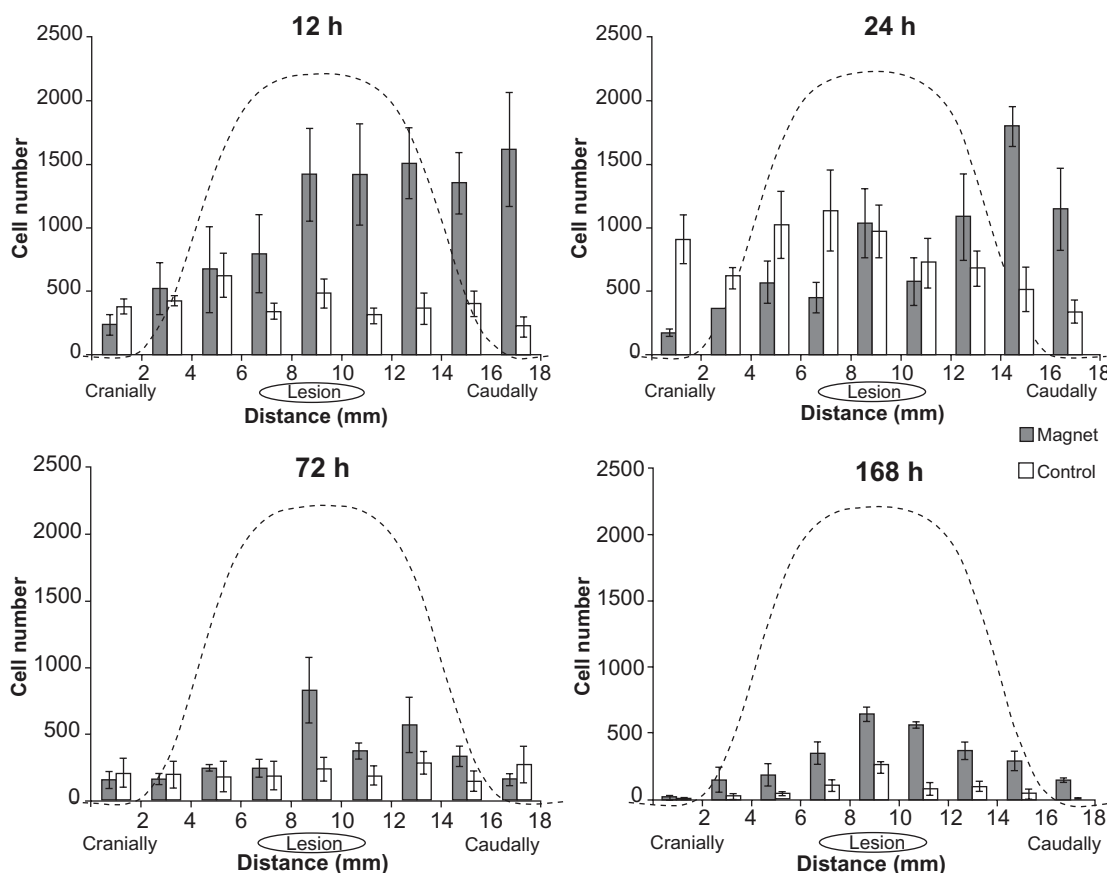 12 h
2500
2000
1500
1000
500
0
Cell number
2 4 6 8 10 12 14 16 18
Cranially Lesion Caudally
Distance (mm)
24 h
2500
2000
1500
1000
500
0
Cell number
2 4 6 8 10 12 14 16 18
Cranially Lesion Caudally
Distance (mm)
Magnet
Control
72 h
2500
2000
1500
1000
500
0
Cell number
2 4 6 8 10 12 14 16 18
Cranially Lesion Caudally
Distance (mm)
168 h
2500
2000
1500
1000
500
0
Cell number
2 4 6 8 10 12 14 16 18
Cranially Lesion Caudally
Distance (mm)